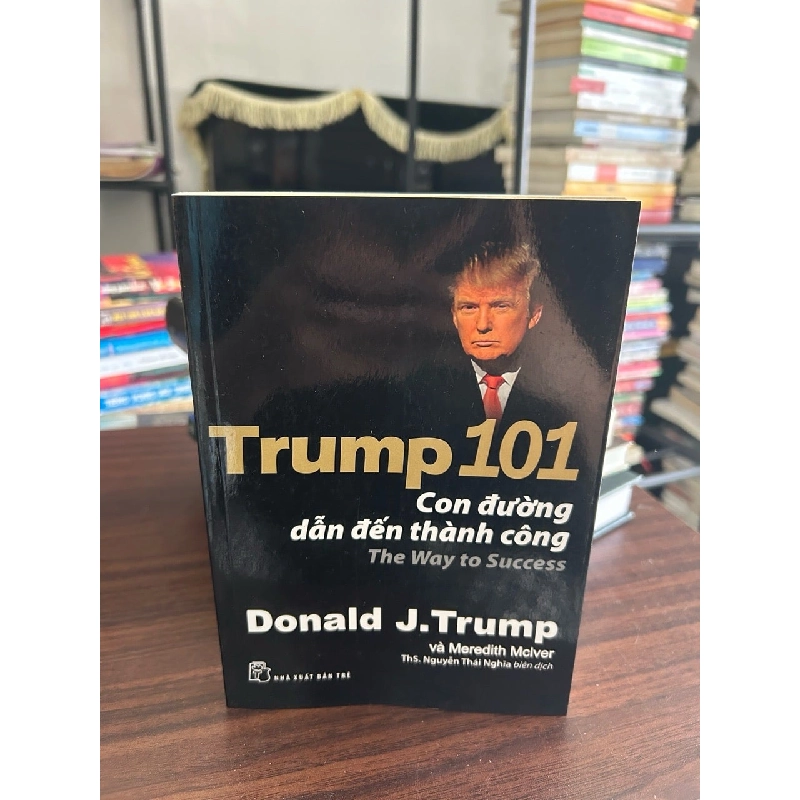 Trump 101
Con đường
dẫn đến thành công
The Way to Success
Donald J.Trump
và Meredith McIver
ThS. Nguyễn Thái Nghĩa biên dịch
NHÀ XUẤT BẢN TRẺ